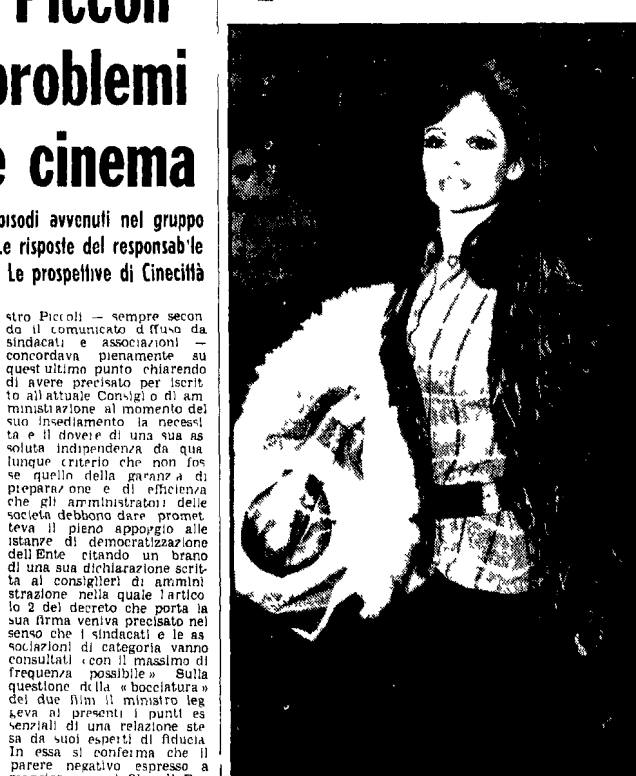 Piccoli
problemi
e cinema
episodi avvenuti nel gruppo
Le risposte del responsab'le
Le prospettive di Cinecittà
stro Piccoli — sempre secon
do il comunicato d ffuso da
sindacati e associazioni —
concordava pienamente su
quest ultimo punto chiarendo
di avere precisato per iscrit
to all attuale Consigl o di am
ministrazione al momento del
suo insediamento la necessi
ta e il dovere di una sua as
soluta indipendenza da qua
lunque criterio che non fos
se quello della garanz a di
preparaz one e di efficienza
che gli amministratori delle
società debbono dare promet
teva il pieno appoggio alle
istanze di democratizzazione
dell Ente citando un brano
di una sua dichiarazione scrit-
ta ai consiglieri di ammini
strazione nella quale l artico
lo 2 del decreto che porta la
sua firma veniva precisato nel
senso che i sindacati e le as
sociazioni di categoria vanno
consultati «con il massimo di
frequenza possibile» Sulla
questione della «bocciatura»
dei due film il ministro leg
geva ai presenti i punti es
senziali di una relazione ste
sa da suoi esperti di fiducia
In essa si conferma che il
parere negativo espresso a